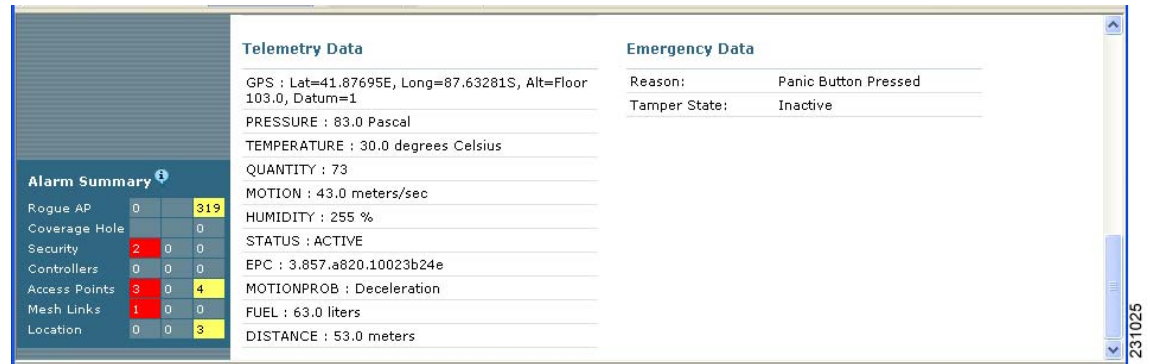 Alarm Summary
Rogue AP 0 319
Coverage Hole 0
Security 2 0 0
Controllers 0 0 0
Access Points 3 0 4
Mesh Links 1 0 0
Location 0 0 3
Telemetry Data
GPS : Lat=41.87695E, Long=87.63281S, Alt=Floor
103.0, Datum=1
PRESSURE : 83.0 Pascal
TEMPERATURE : 30.0 degrees Celsius
QUANTITY : 73
MOTION : 43.0 meters/sec
HUMIDITY : 255 %
STATUS : ACTIVE
EPC : 3.857.a820.10023b24e
MOTIONPROB : Deceleration
FUEL : 63.0 liters
DISTANCE : 53.0 meters
Emergency Data
Reason: Panic Button Pressed
Tamper State: Inactive
231025